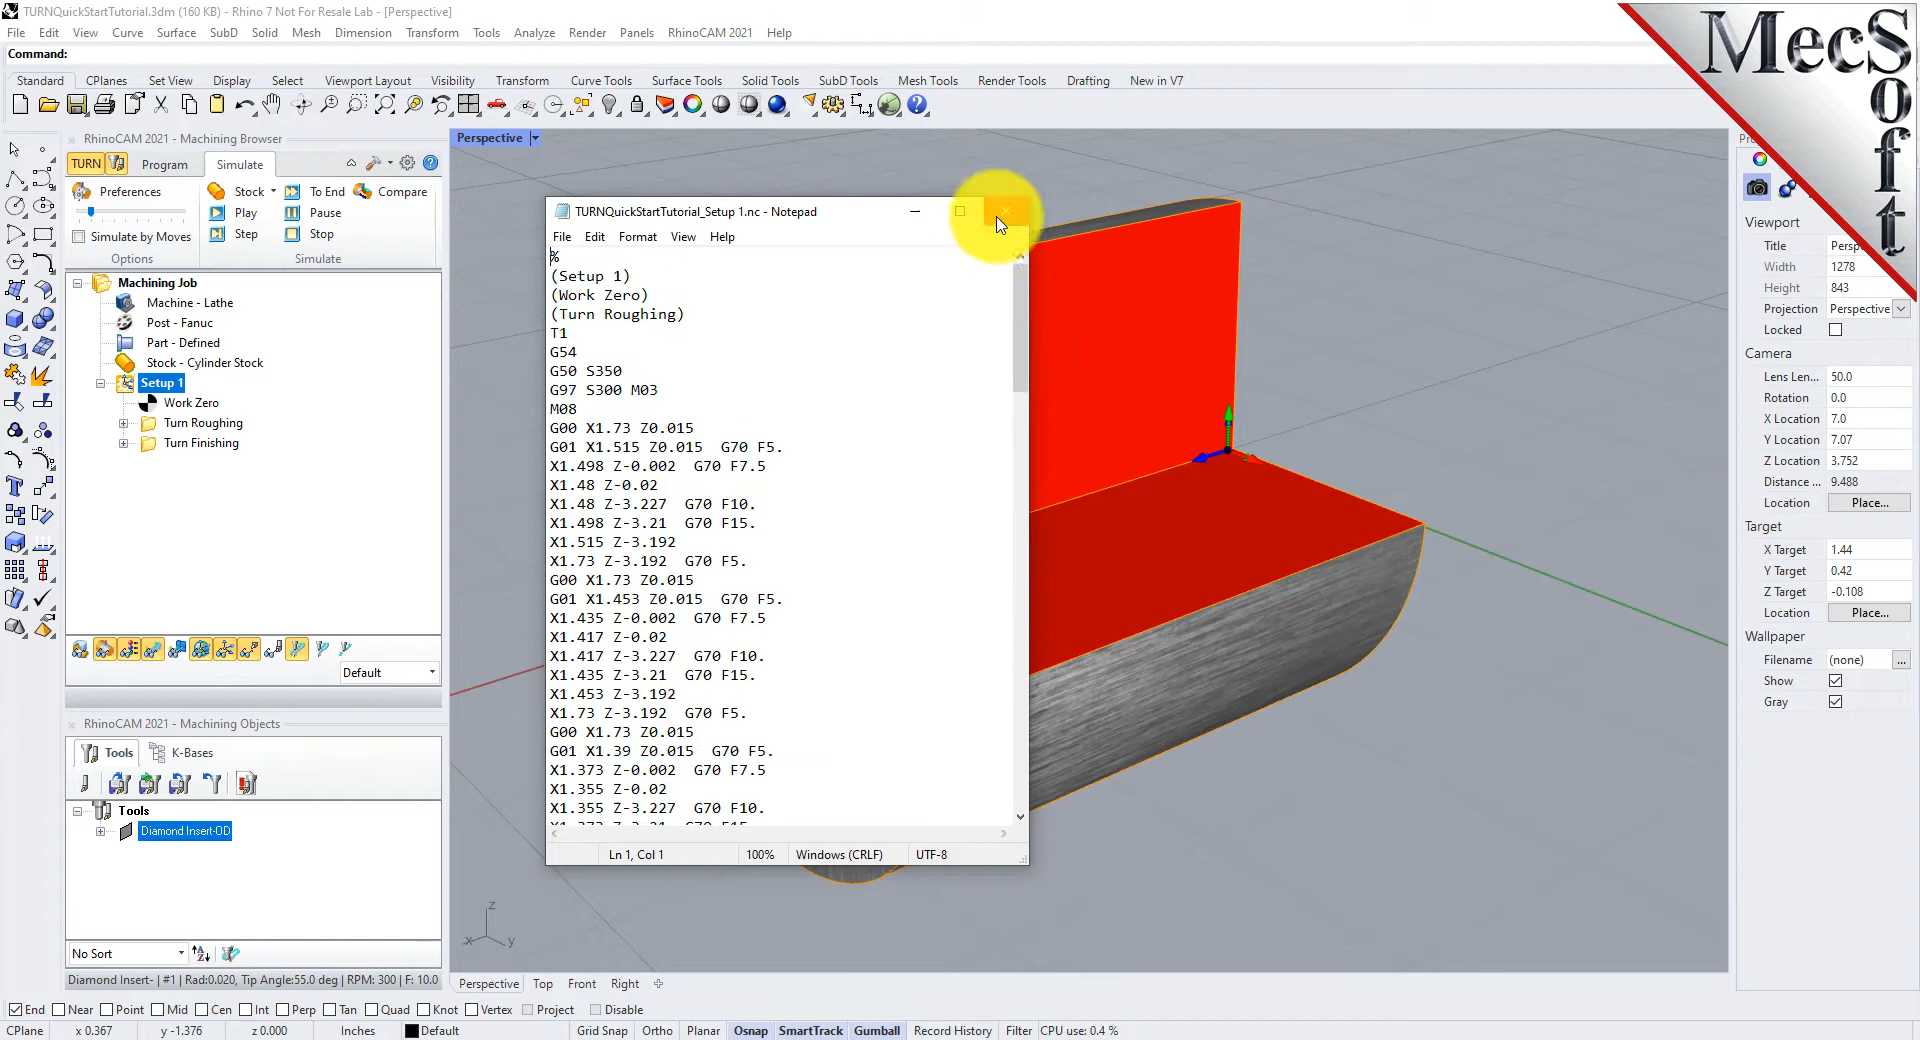 TURNQuickStartTutorial.3dm (160 KB) - Rhino 7 Not For Resale Lab - [Perspective]
File Edit View Curve Surface SubD Solid Mesh Dimension Transform Tools Analyze Render Panels RhinoCAM 2021 Help
Command:
Standard CPlanes Set View Display Select Viewport Layout Visibility Transform Curve Tools Surface Tools Solid Tools SubD Tools Mesh Tools Render Tools Drafting New in V7
MecSoft
RhinoCAM 2021 - Machining Browser
TURN Program Simulate
Preferences Stock To End Compare
Play Pause
Simulate by Moves Step Stop
Options Simulate
Machining Job
Machine - Lathe
Post - Fanuc
Part - Defined
Stock - Cylinder Stock
Setup 1
Work Zero
Turn Roughing
Turn Finishing
Default
RhinoCAM 2021 - Machining Objects
Tools K-Bases
Tools
Diamond Insert-OD
No Sort
Diamond Insert- | #1 | Rad:0.020, Tip Angle:55.0 deg | RPM: 300 | F: 10.0
Perspective
TURNQuickStartTutorial_Setup 1.nc - Notepad
File Edit Format View Help
%
(Setup 1)
(Work Zero)
(Turn Roughing)
T1
G54
G50 S350
G97 S300 M03
M08
G00 X1.73 Z0.015
G01 X1.515 Z0.015 G70 F5.
X1.498 Z-0.002 G70 F7.5
X1.48 Z-0.02
X1.48 Z-3.227 G70 F10.
X1.498 Z-3.21 G70 F15.
X1.515 Z-3.192
X1.73 Z-3.192 G70 F5.
G00 X1.73 Z0.015
G01 X1.453 Z0.015 G70 F5.
X1.435 Z-0.002 G70 F7.5
X1.417 Z-0.02
X1.417 Z-3.227 G70 F10.
X1.435 Z-3.21 G70 F15.
X1.453 Z-3.192
X1.73 Z-3.192 G70 F5.
G00 X1.73 Z0.015
G01 X1.39 Z0.015 G70 F5.
X1.373 Z-0.002 G70 F7.5
X1.355 Z-0.02
X1.355 Z-3.227 G70 F10.
Ln 1, Col 1 100% Windows (CRLF) UTF-8
z
x y
Viewport
Title
Width 1278
Height 843
Projection Perspective
Locked
Camera
Lens Len... 50.0
Rotation 0.0
X Location 7.0
Y Location 7.07
Z Location 3.752
Distance ... 9.488
Location Place...
Target
X Target 1.44
Y Target 0.42
Z Target -0.108
Location Place...
Wallpaper
Filename (none) ...
Show
Gray
Perspective Top Front Right
End Near Point Mid Cen Int Perp Tan Quad Knot Vertex Project Disable
CPlane x 0.367 y -1.376 z 0.000 Inches Default Grid Snap Ortho Planar Osnap SmartTrack Gumball Record History Filter CPU use: 0.4 %